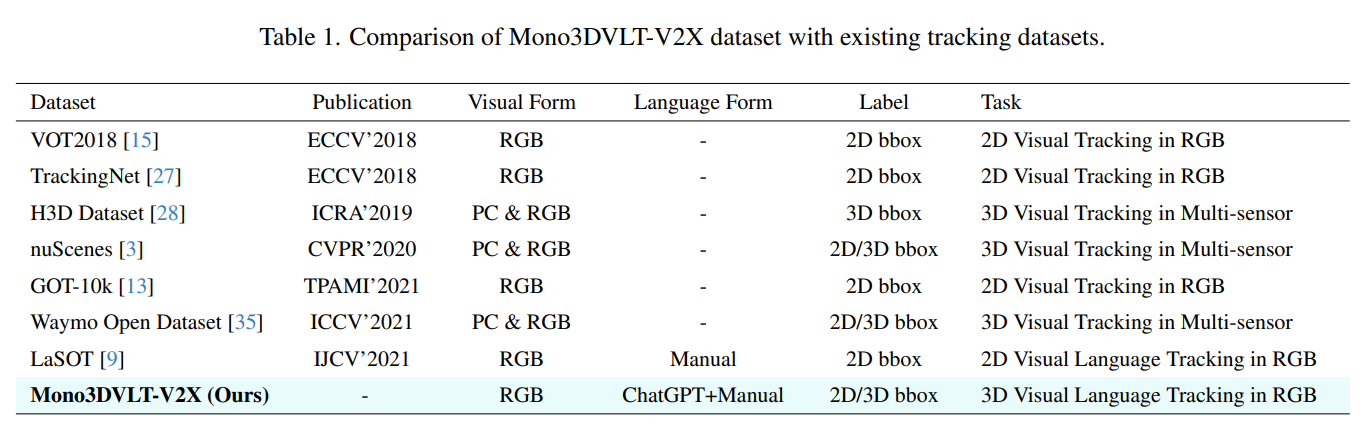 Table 1. Comparison of Mono3DVLT-V2X dataset with existing tracking datasets.
Dataset Publication Visual Form Language Form Label Task
VOT2018 [15] ECCV’2018 RGB - 2D bbox 2D Visual Tracking in RGB
TrackingNet [27] ECCV’2018 RGB - 2D bbox 2D Visual Tracking in RGB
H3D Dataset [28] ICRA’2019 PC & RGB - 3D bbox 3D Visual Tracking in Multi-sensor
nuScenes [3] CVPR’2020 PC & RGB - 2D/3D bbox 3D Visual Tracking in Multi-sensor
GOT-10k [13] TPAMI’2021 RGB - 2D bbox 2D Visual Tracking in RGB
Waymo Open Dataset [35] ICCV’2021 PC & RGB - 2D/3D bbox 3D Visual Tracking in Multi-sensor
LaSOT [9] IJCV’2021 RGB Manual 2D bbox 2D Visual Language Tracking in RGB
Mono3DVLT-V2X (Ours) - RGB ChatGPT+Manual 2D/3D bbox 3D Visual Language Tracking in RGB